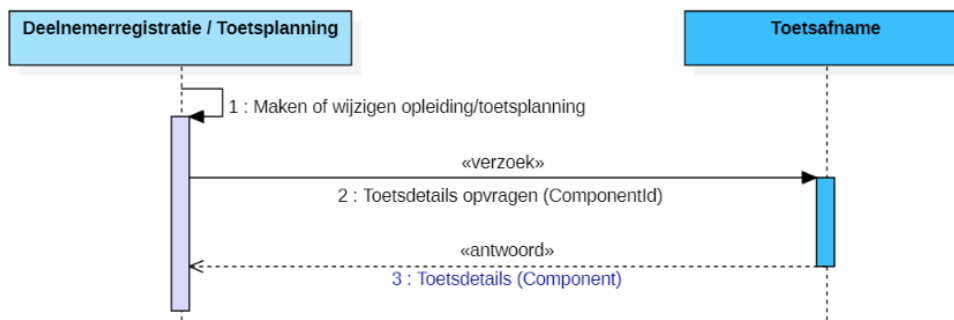 Deelnemerregistratie / Toetsplanning
Toetsafname
1 : Maken of wijzigen opleiding/toetsplanning
«verzoek»
2 : Toetsdetails opvragen (ComponentId)
«antwoord»
3 : Toetsdetails (Component)